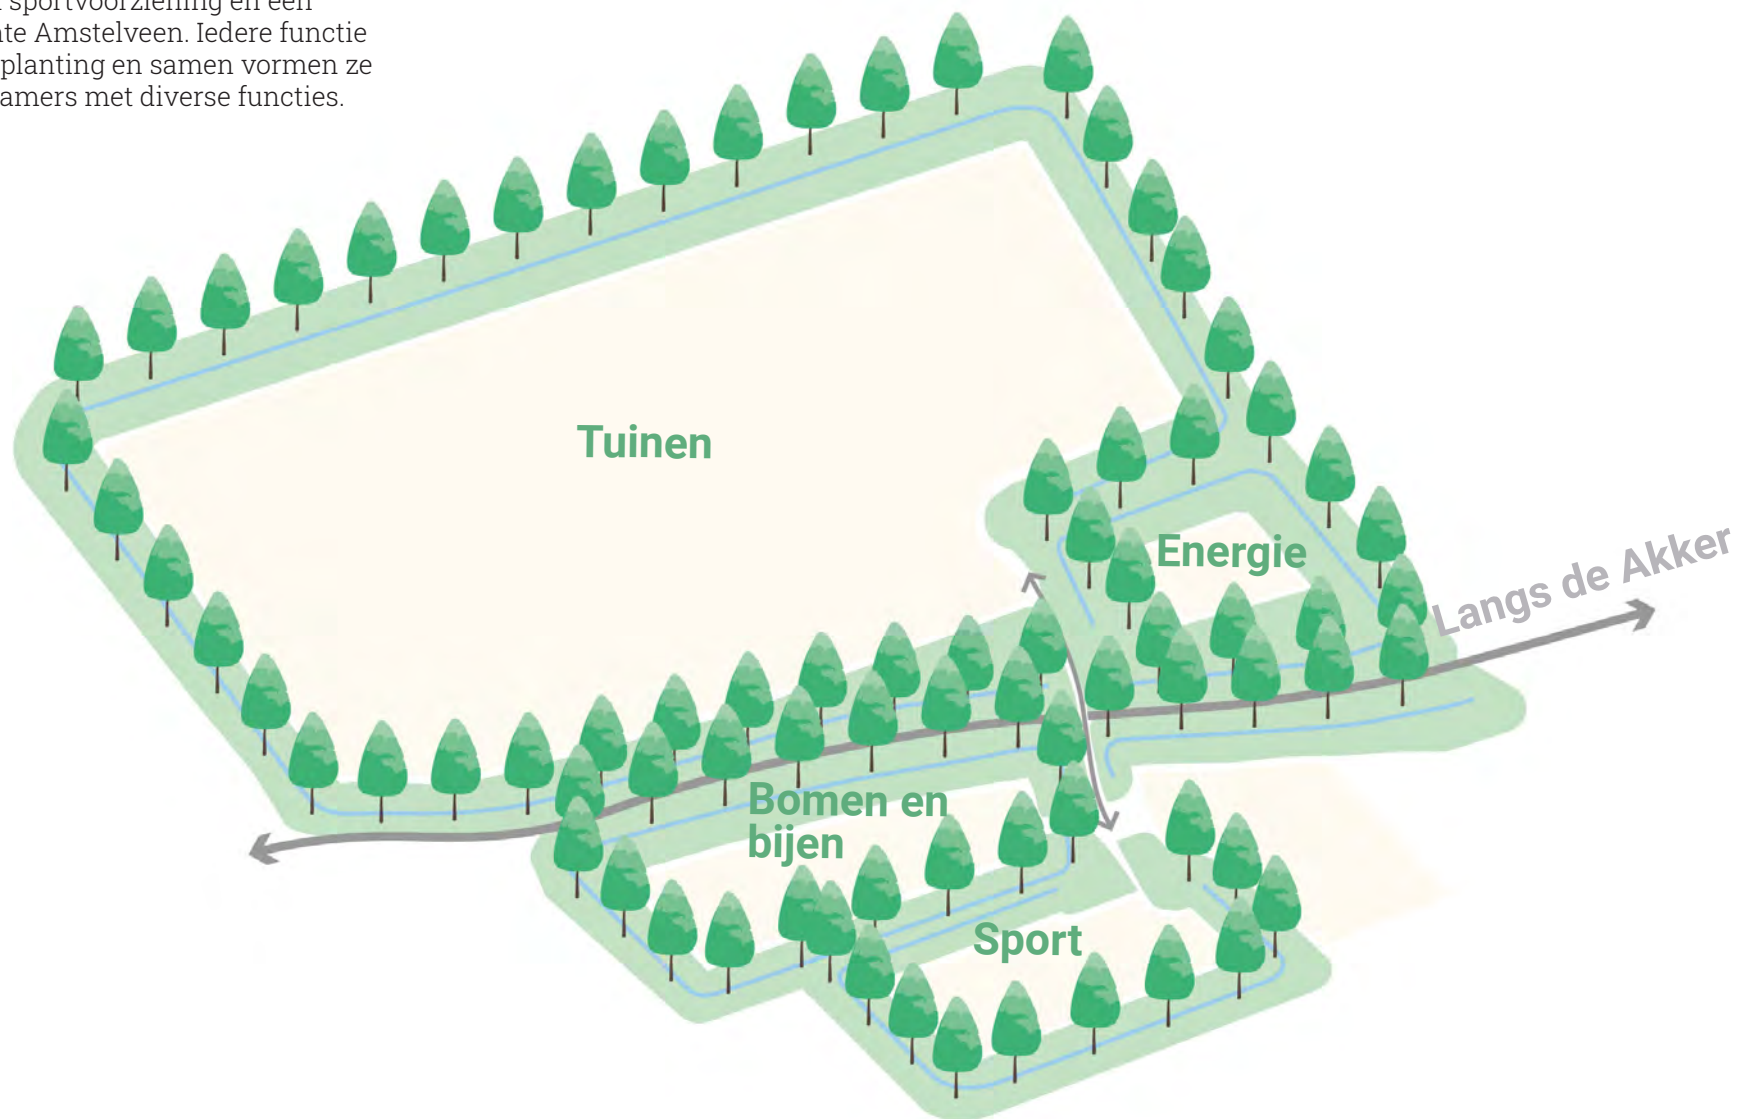 sportvoorziening en een
te Amstelveen. Iedere functie
planting en samen vormen ze
amers met diverse functies.
Tuinen
Energie
Langs de Akker
Bomen en
bijen
Sport